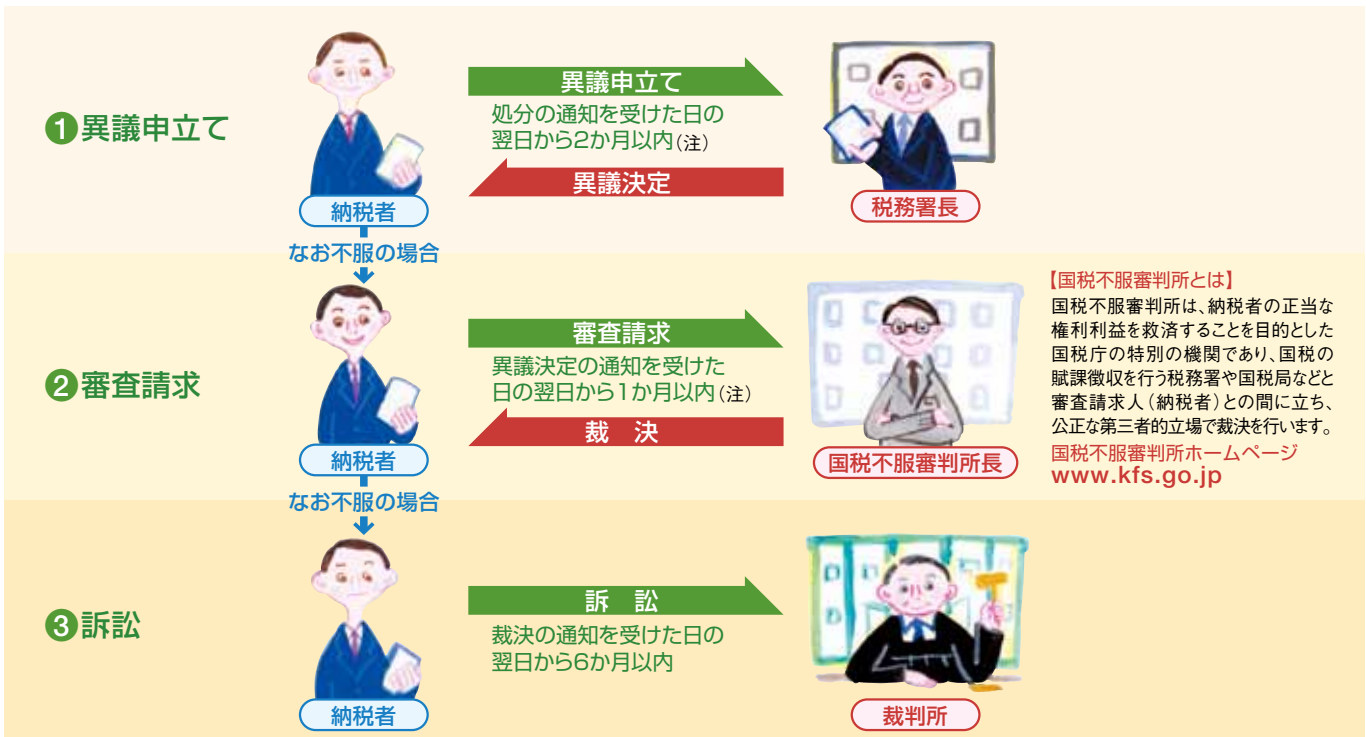 ❶異議申立て
異議申立て
処分の通知を受けた日の
翌日から2か月以内(注)
異議決定
納税者
税務署長
なお不服の場合
❷審査請求
審査請求
異議決定の通知を受けた
日の翌日から1か月以内(注)
裁 決
納税者
国税不服審判所長
【国税不服審判所とは】
国税不服審判所は、納税者の正当な
権利利益を救済することを目的とした
国税庁の特別の機関であり、国税の
賦課徴収を行う税務署や国税局などと
審査請求人(納税者)との間に立ち、
公正な第三者的立場で裁決を行います。
国税不服審判所ホームページ
www.kfs.go.jp
なお不服の場合
❸訴訟
訴 訟
裁決の通知を受けた日の
翌日から6か月以内
納税者
裁判所